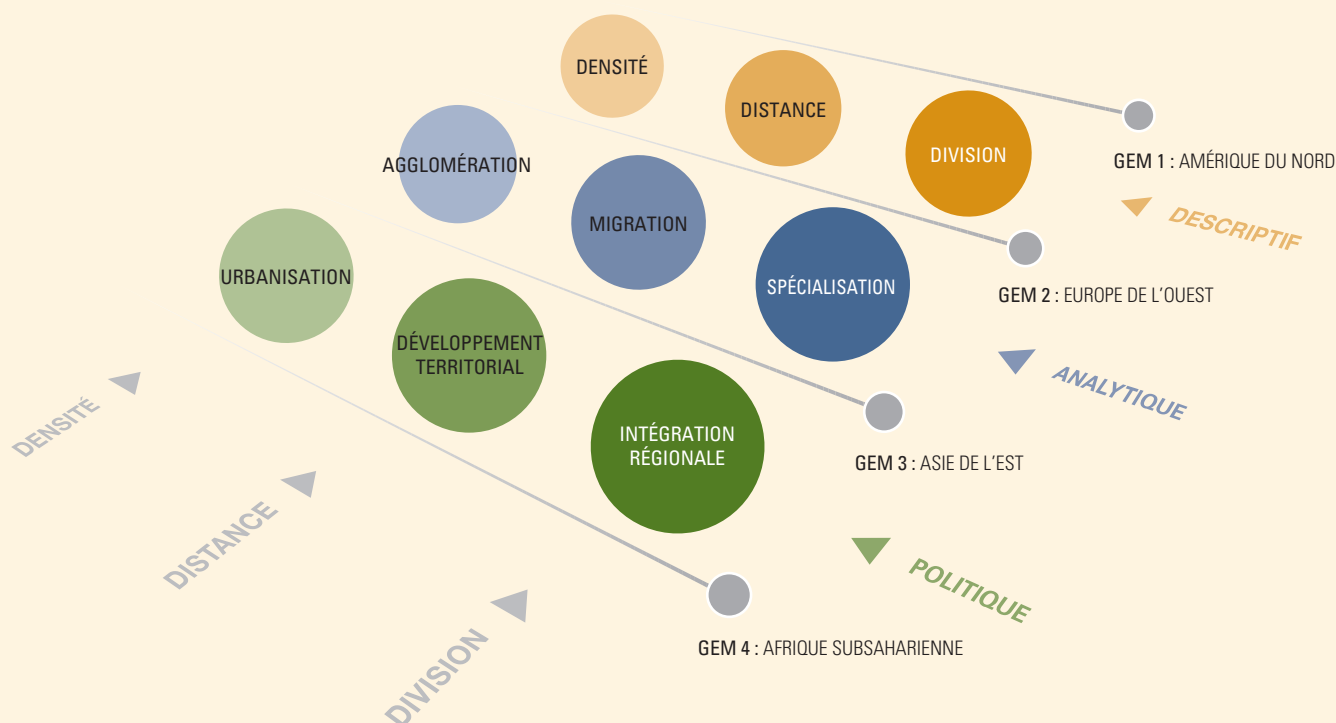 DENSITÉ
DISTANCE
DIVISION
GEM 1 : AMÉRIQUE DU NORD
DESCRIPTIF
AGGLOMÉRATION
MIGRATION
SPÉCIALISATION
GEM 2 : EUROPE DE L'OUEST
ANALYTIQUE
URBANISATION
DÉVELOPPEMENT
TERRITORIAL
INTÉGRATION
RÉGIONALE
GEM 3 : ASIE DE L'EST
POLITIQUE
GEM 4 : AFRIQUE SUBSAHARIENNE
DENSITÉ
DISTANCE
DIVISION